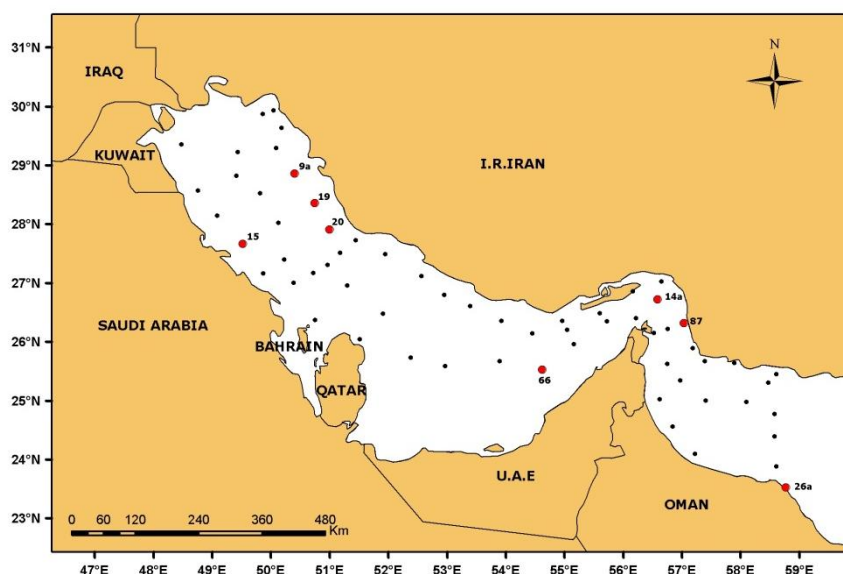 N
31°N
IRAQ
30°N
KUWAIT
29°N
9a
I.R.IRAN
19
28°N
20
15
27°N
14a
SAUDI ARABIA
87
26°N
BAHRAIN
66
QATAR
25°N
24°N
U.A.E
26a
OMAN
23°N
0 60 120 240 360 480
Km
47°E 48°E 49°E 50°E 51°E 52°E 53°E 54°E 55°E 56°E 57°E 58°E 59°E